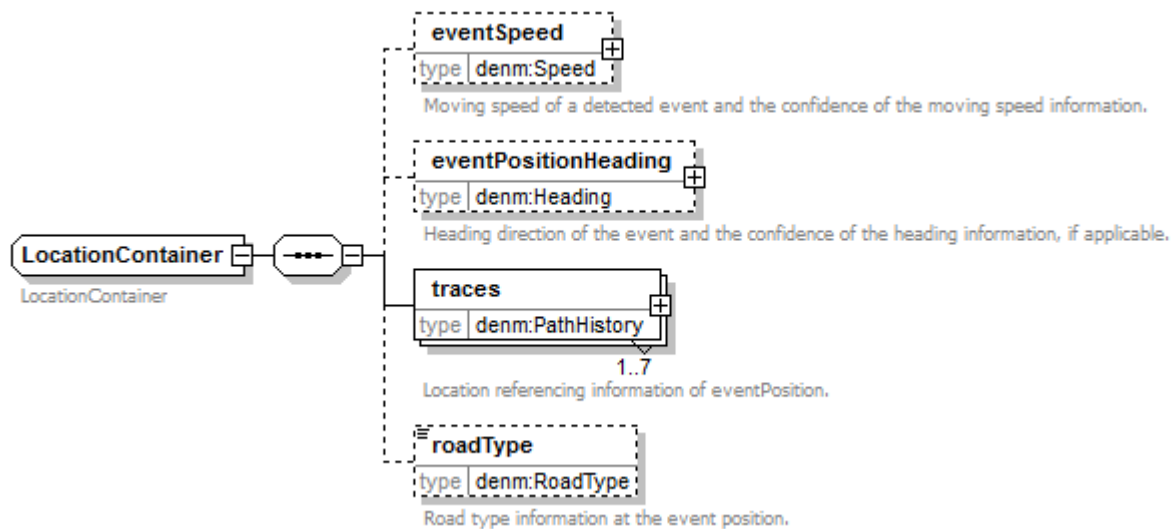 eventSpeed
type denm:Speed
Moving speed of a detected event and the confidence of the moving speed information.
eventPositionHeading
type denm:Heading
Heading direction of the event and the confidence of the heading information, if applicable.
LocationContainer
LocationContainer
traces
type denm:PathHistory
1..7
Location referencing information of eventPosition.
roadType
type denm:RoadType
Road type information at the event position.